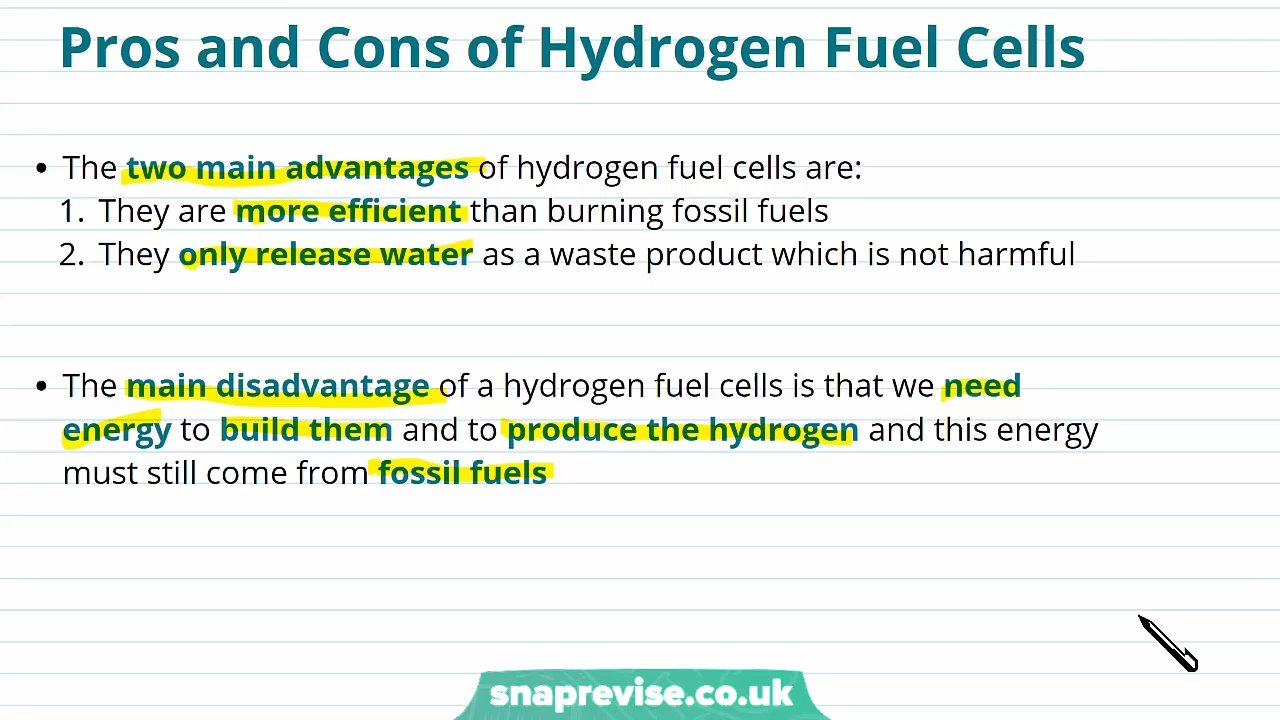 Pros and Cons of Hydrogen Fuel Cells
• The two main advantages of hydrogen fuel cells are:
1. They are more efficient than burning fossil fuels
2. They only release water as a waste product which is not harmful
• The main disadvantage of a hydrogen fuel cells is that we need
energy to build them and to produce the hydrogen and this energy
must still come from fossil fuels
snaprevise.co.uk